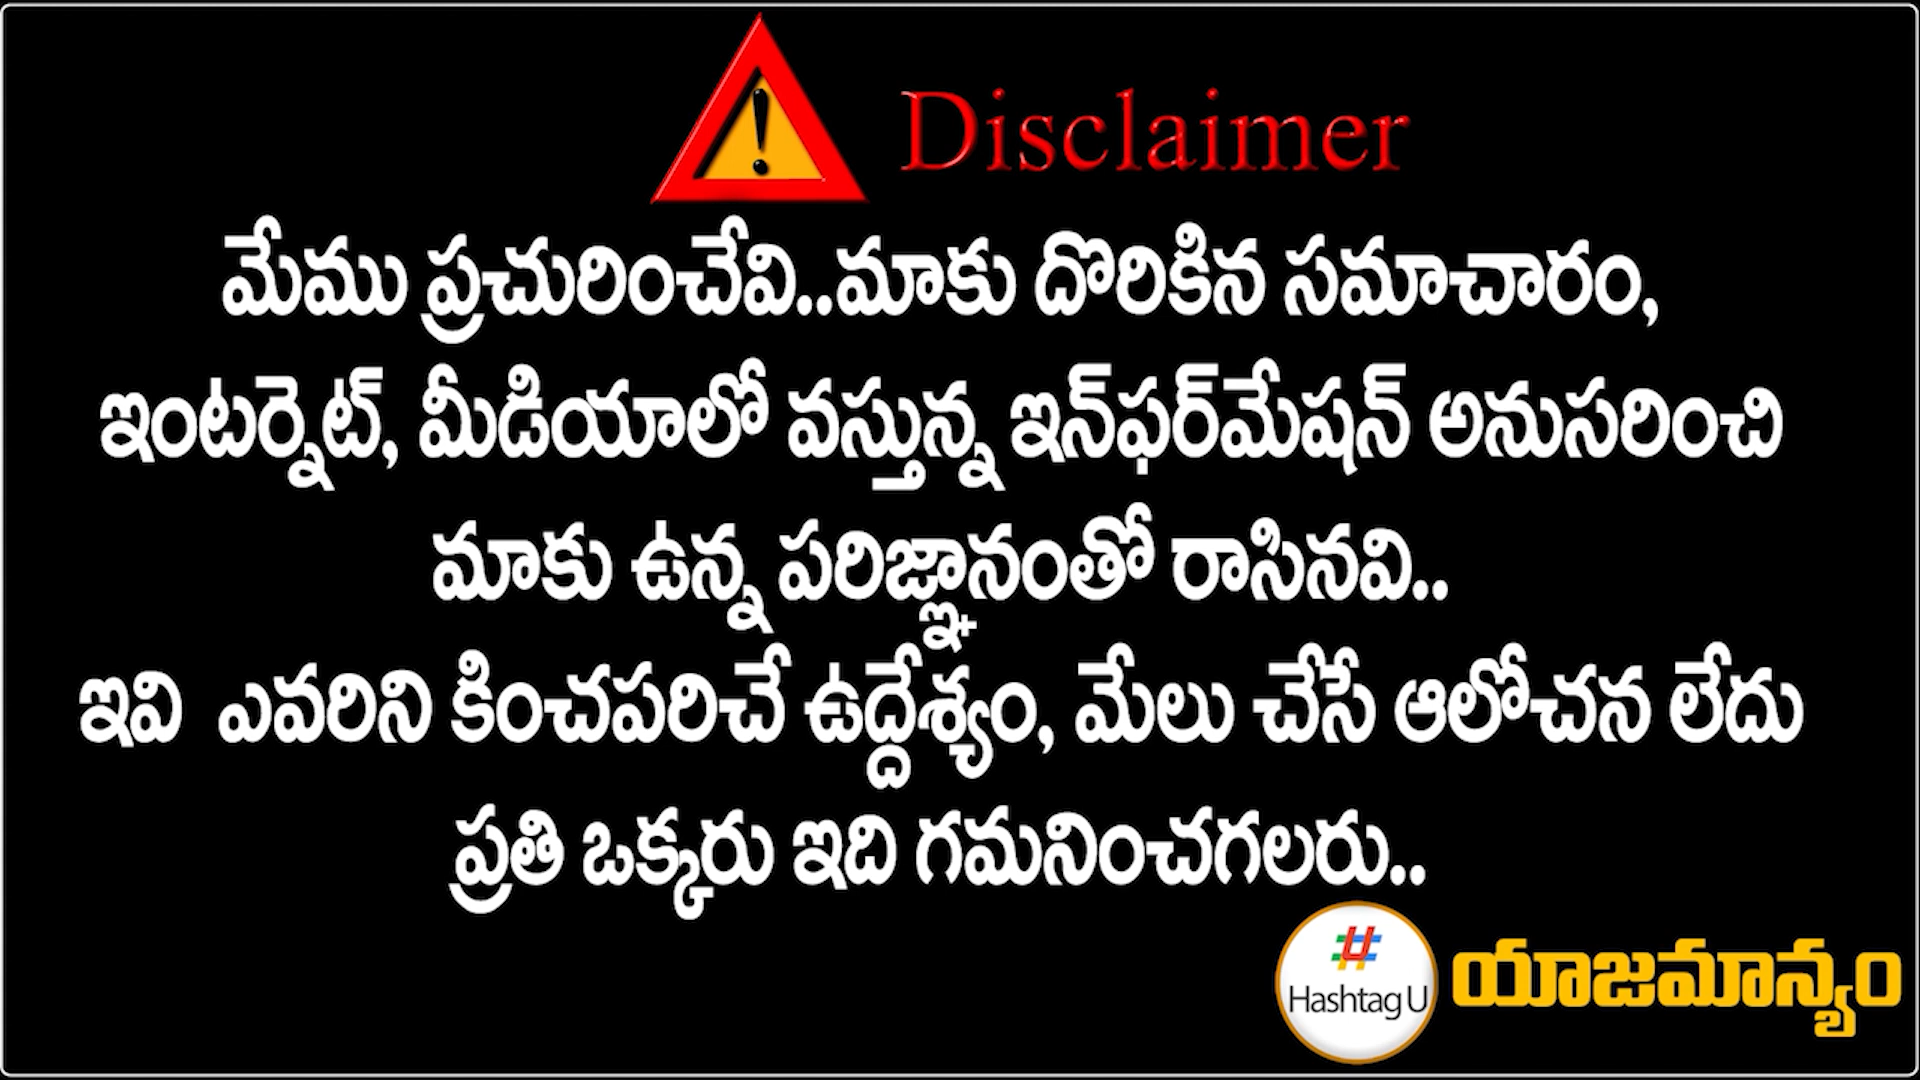 Disclaimer
మేము ప్రచురించేవి..మాకు దొరికిన సమాచారం,
ఇంటర్నెట్, మీడియాలో వస్తున్న ఇన్‌ఫర్‌మేషన్ అనుసరించి
మాకు ఉన్న పరిజ్ఞానంతో రాసినవి..
ఇవి ఎవరిని కించపరిచే ఉద్దేశ్యం, మేలు చేసే ఆలోచన లేదు
ప్రతి ఒక్కరు ఇది గమనించగలరు..
Hashtag U
యాజమాన్యం